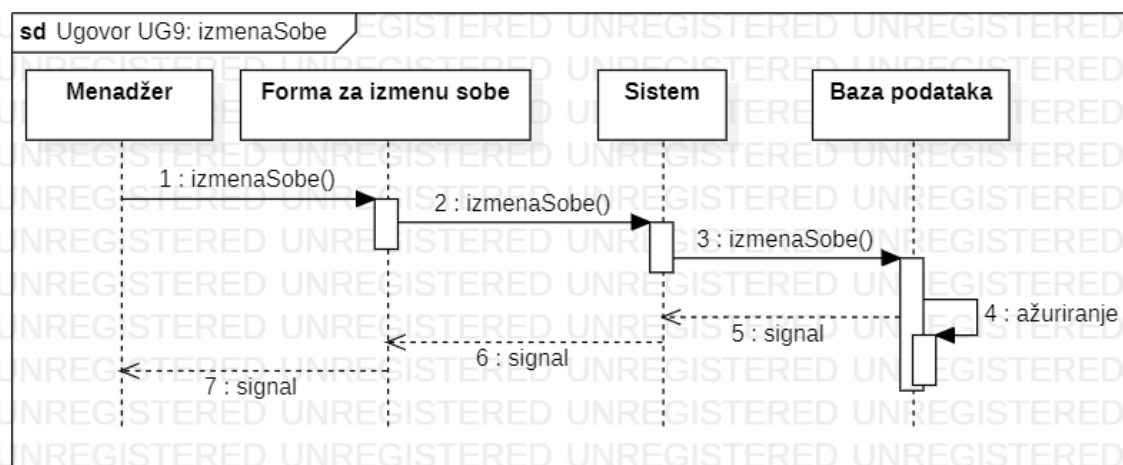 sd Ugovor UG9: izmenaSobe
Menadžer
Forma za izmenu sobe
Sistem
Baza podataka
1 : izmenaSobe()
2 : izmenaSobe()
3 : izmenaSobe()
4 : ažuriranje
5 : signal
6 : signal
7 : signal
UNREGISTERED